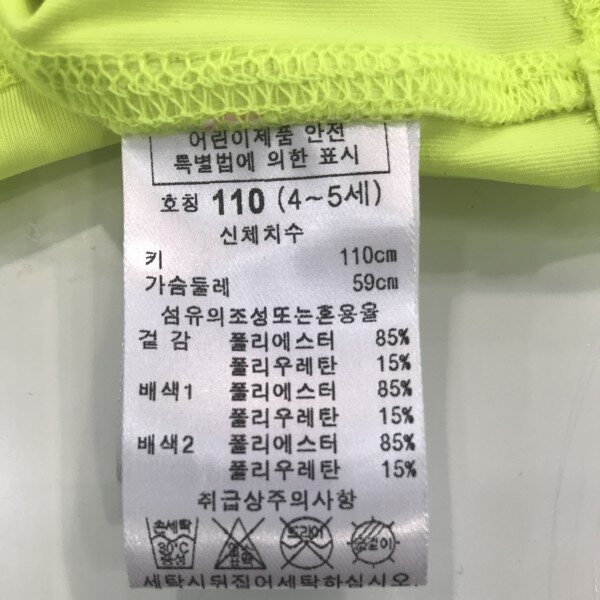 어린이제품 안전
특별법에 의한 표시
호칭 110 (4~5세)
신체치수
키 110cm
가슴둘레 59cm
섬유의조성또는혼용율
겉 감 폴리에스터 85%
폴리우레탄 15%
배색1 폴리에스터 85%
폴리우레탄 15%
배색2 폴리에스터 85%
폴리우레탄 15%
취급상주의사항
손세탁 드라이 옷걸이
세탁시뒤집어세탁하십시오